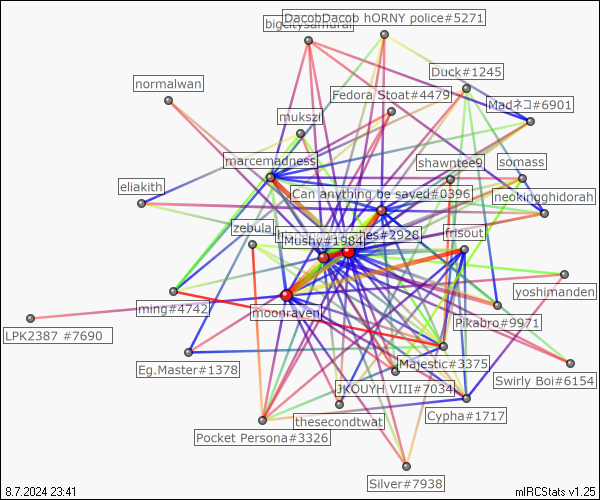 DacobDacob hORNY police#5271
bigcitysamurai
Duck#1245
normalwan
Fedora Stoat#4479
Madネコ#6901
mukszil
marcemadness
shawntee9
somass
eliakith
Can anything be saved#0396
neokingghidorah
zebula
frisout
es#2928
Mushy#1984
yoshimanden
ming#4742
moonraven
Pikabro#9971
LPK2387 #7690
Majestic#3375
Eg.Master#1378
Swirly Boi#6154
JKOUYH VIII#7034
Cypha#1717
thesecondtwat
Pocket Persona#3326
Silver#7938
8.7.2024 23:41
mIRCStats v1.25